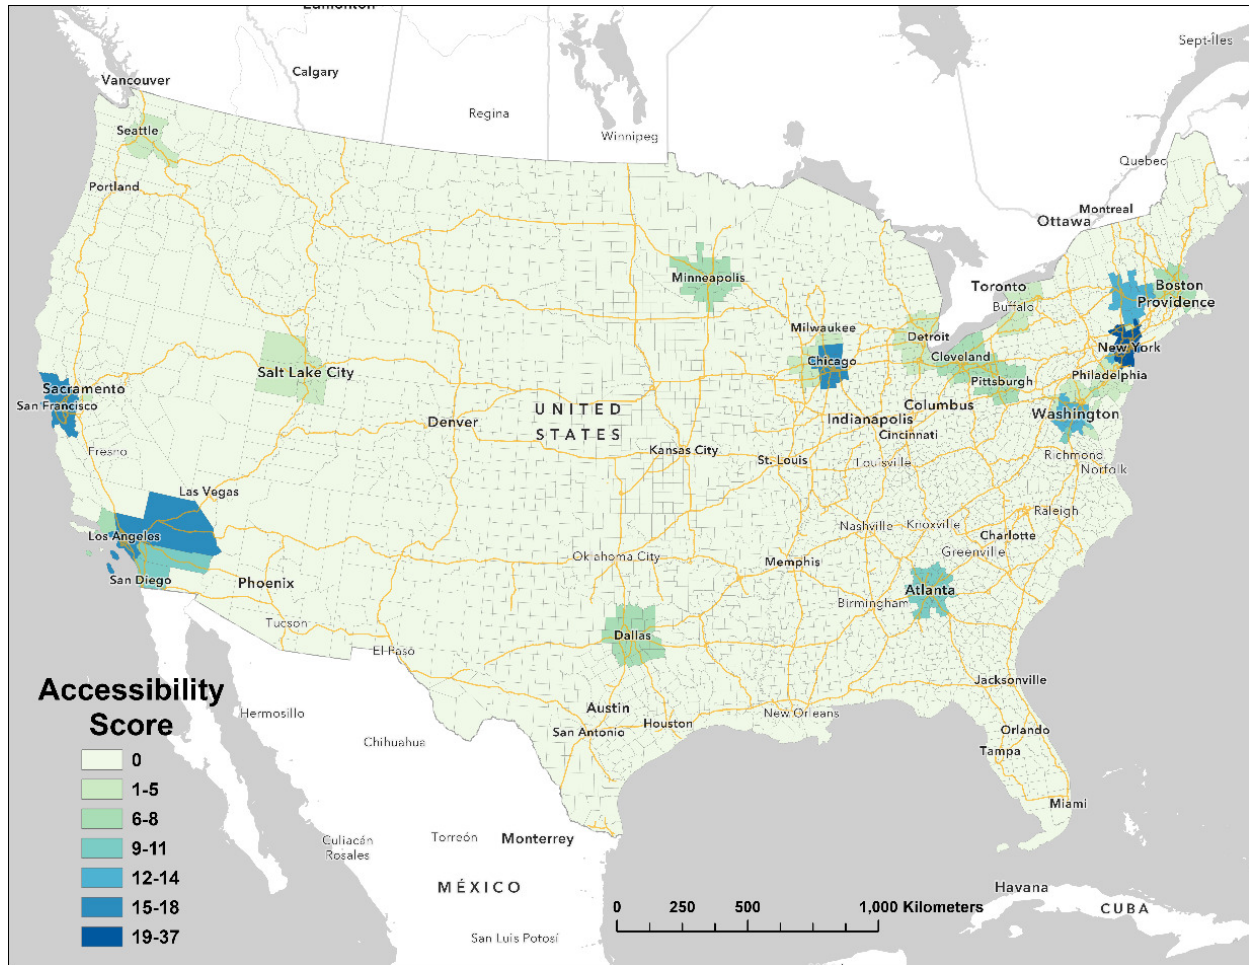 Edmonton
Sept-Îles
Calgary
Vancouver
Regina
Winnipeg
Seattle
Quebec
Portland
Montreal
Ottawa
Minneapolis
Toronto
Boston
Buffalo
Providence
Milwaukee
Detroit
New York
Cleveland
Chicago
Salt Lake City
Philadelphia
Pittsburgh
Sacramento
San Francisco
Columbus
Washington
UNITED
STATES
Denver
Indianapolis
Cincinnati
Fresno
Kansas City
St. Louis
Louisville
Richmond
Norfolk
Las Vegas
Raleigh
Los Angeles
Nashville
Knoxville
Charlotte
Greenville
Oklahoma City
Memphis
San Diego
Phoenix
Atlanta
Birmingham
Tucson
Dallas
El Paso
Jacksonville
Austin
Houston
New Orleans
San Antonio
Orlando
Tampa
Miami
Hermosillo
Chihuahua
Culiacán
Rosales
Torreón
Monterrey
MÉXICO
San Luis Potosí
Havana
CUBA
Accessibility
Score
0
1-5
6-8
9-11
12-14
15-18
19-37
0 250 500 1,000 Kilometers